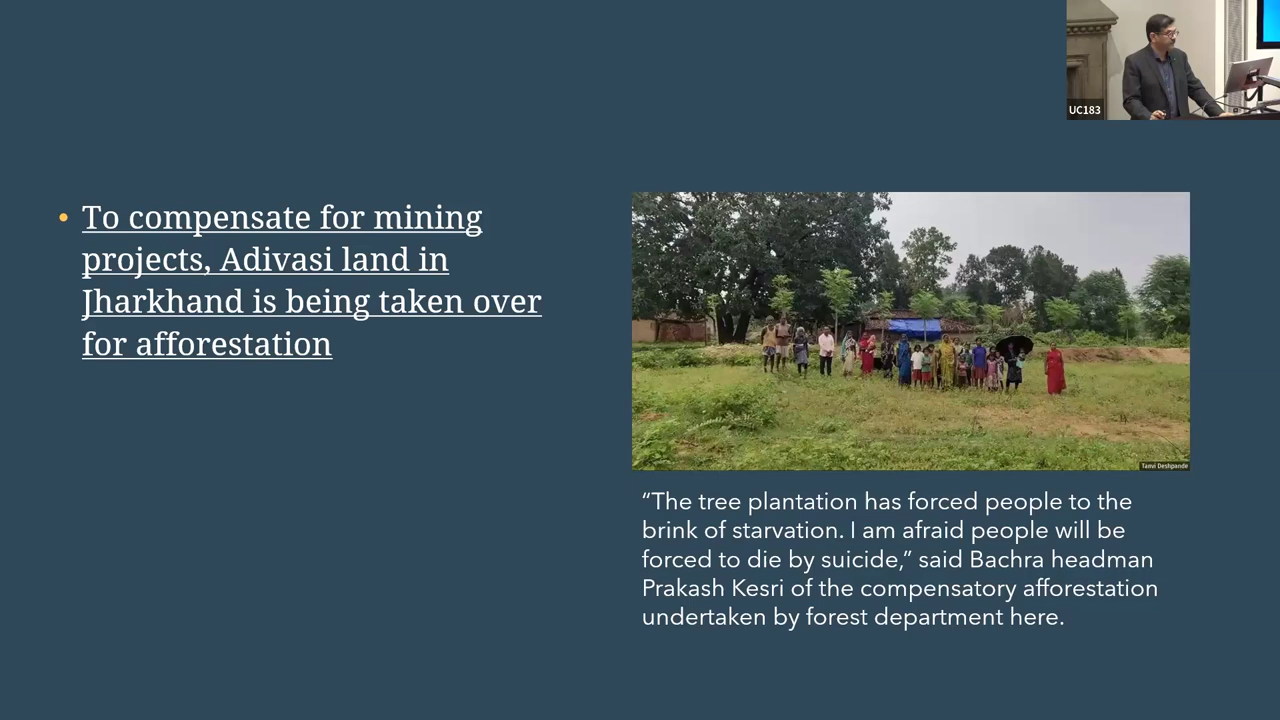 UC183
• To compensate for mining
projects, Adivasi land in
Jharkhand is being taken over
for afforestation
Tanvi Deshpande
“The tree plantation has forced people to the
brink of starvation. I am afraid people will be
forced to die by suicide,” said Bachra headman
Prakash Kesri of the compensatory afforestation
undertaken by forest department here.